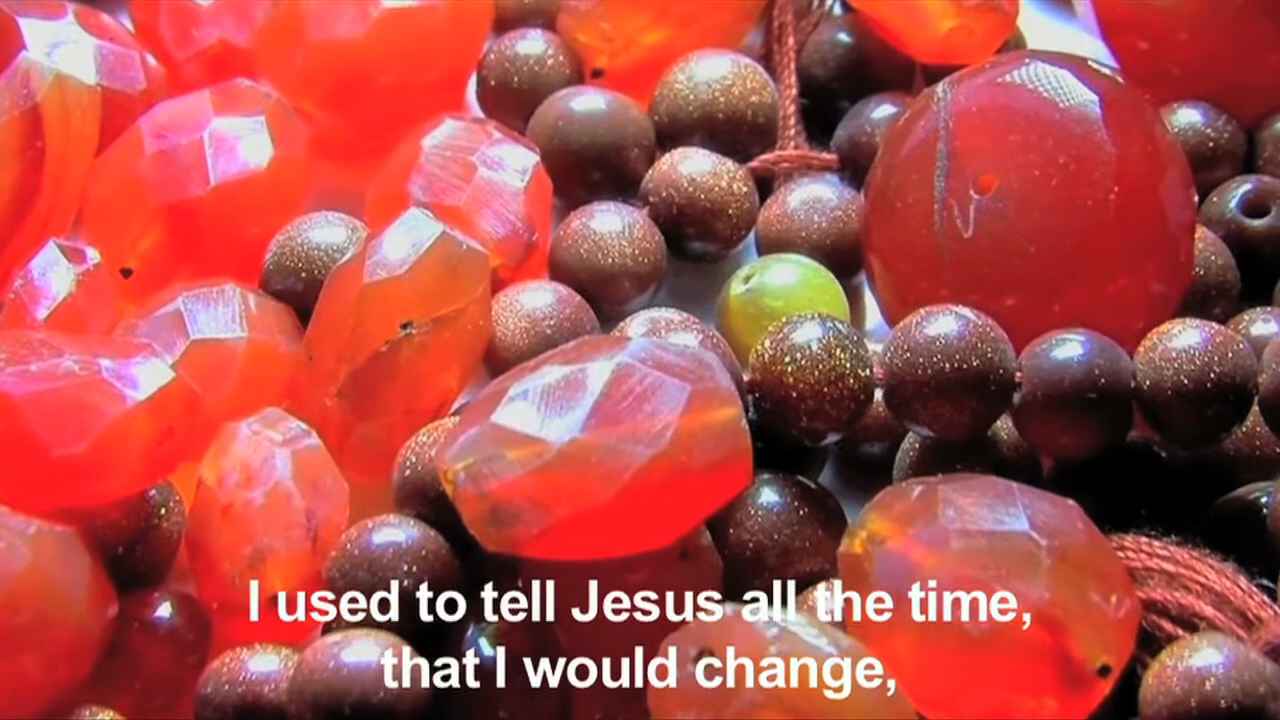 I used to tell Jesus all the time,
that I would change,